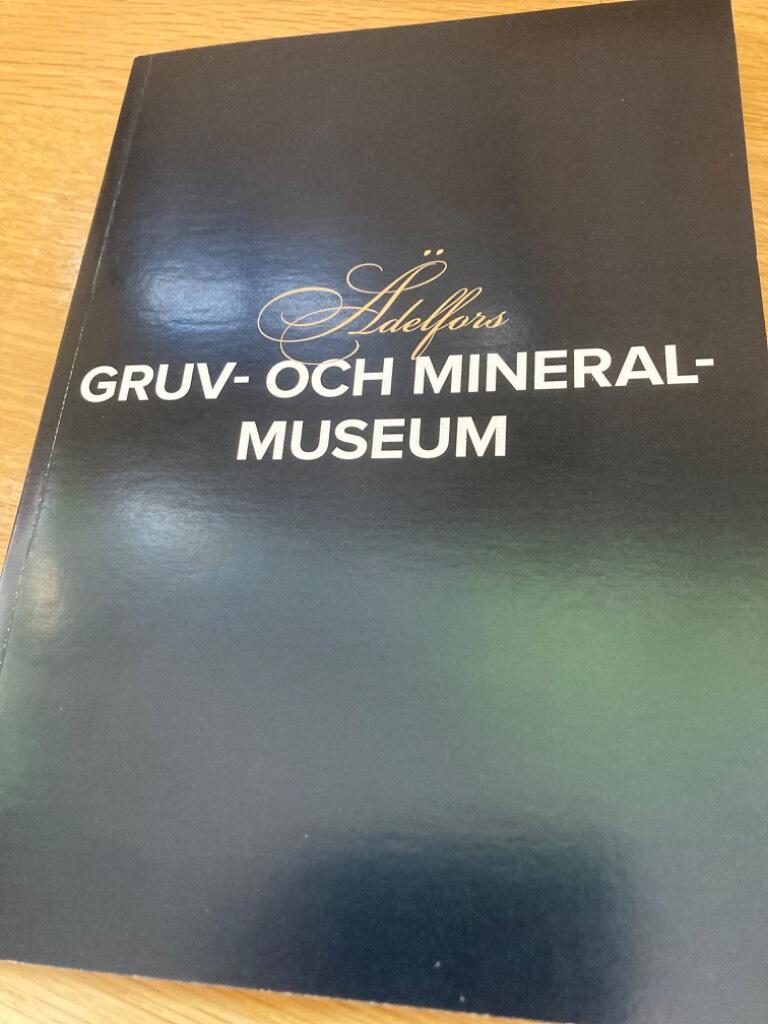 Ädelfors
GRUV- OCH MINERAL-
MUSEUM